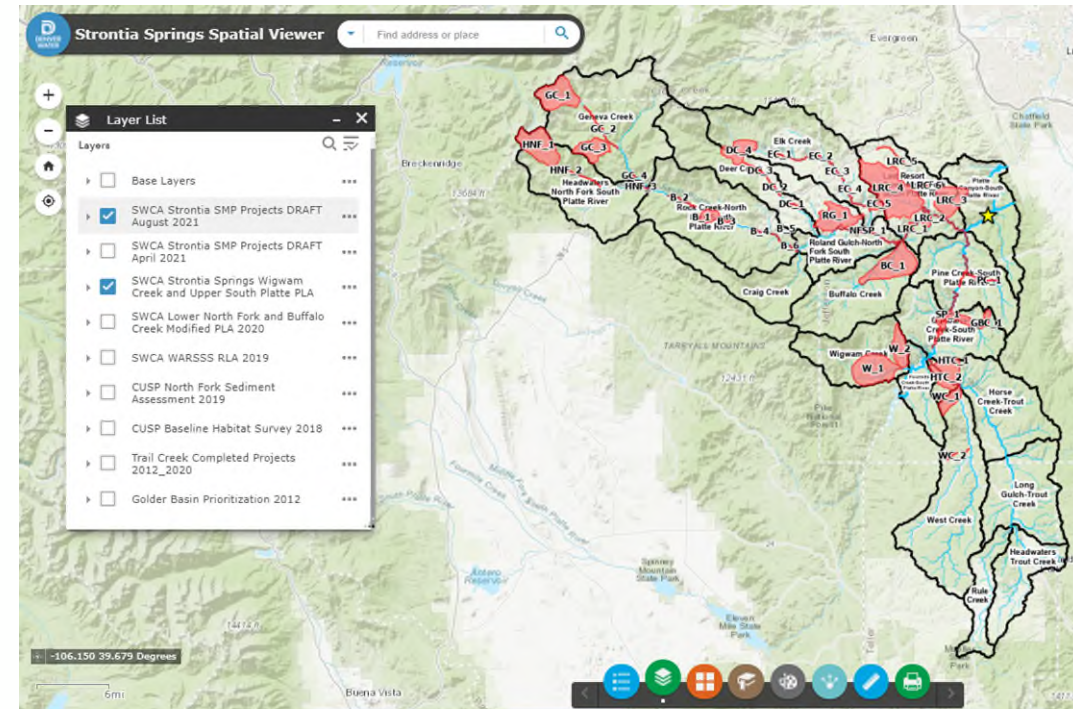 DENVER WATER
Strontia Springs Spatial Viewer
Find address or place
Layer List
Layers
Base Layers
SWCA Strontia SMP Projects DRAFT
August 2021
SWCA Strontia SMP Projects DRAFT
April 2021
SWCA Strontia Springs Wigwam
Creek and Upper South Platte PLA
SWCA Lower North Fork and Buffalo
Creek Modified PLA 2020
SWCA WARSSS RLA 2019
CUSP North Fork Sediment
Assessment 2019
CUSP Baseline Habitat Survey 2018
Trail Creek Completed Projects
2012_2020
Golder Basin Prioritization 2012
-106.150 39.679 Degrees
6mi
Evergreen
Chatfield
State Park
Breckenridge
GC_1
Geneva Creek
GC_2
HNF_1
GC_3
HNF_2
GC_4
Headwaters
North Fork South
Platte River
HNF_3
Elk Creek
DC_4
EC_1
EC_2
Deer
DC_3
EC_3
DC_2
EC_4
DC_1
EC_5
LRC_5
Resort
LRC_4
LRC_6
LRC_3
LRC_2
LRC_1
Platte
Canyon-South
Platte River
B_2
Rock Creek-North
B_1
B_3
Platte River
B_4
B_5
B_6
RG_1
NFSP_1
Roland Gulch-North
Fork South
Platte River
BC_1
Buffalo Creek
Craig Creek
Pine Creek-South
Platte River
PC_1
SP_1
GBC_1
Creek-South
Platte River
TARRYALL MOUNTAINS
Wigwam Creek
W_2
W_1
HTC_1
HTC_2
WC_1
Horse
Creek-Trout
Creek
WC_2
Pike
National
Forest
Long
Gulch-Trout
Creek
West Creek
Headwaters
Trout Creek
Rule
Creek
Antero
Reservoir
Spinney
Mountain
State Park
Eleven
Mile State
Park
Teller
Buena Vista